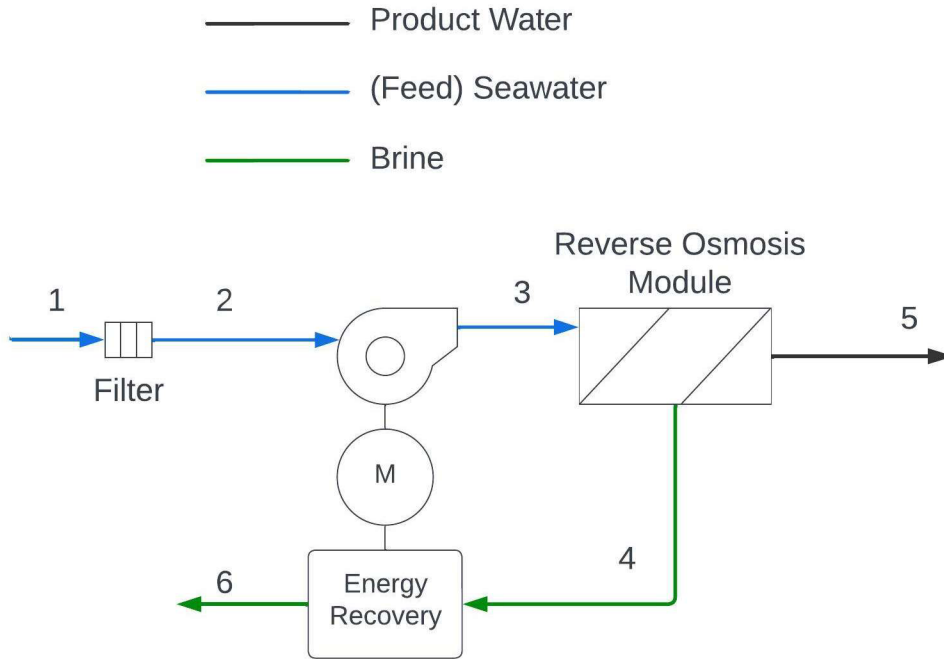 Product Water
(Feed) Seawater
Brine
Reverse Osmosis
Module
1
2
3
5
Filter
M
4
6
Energy
Recovery